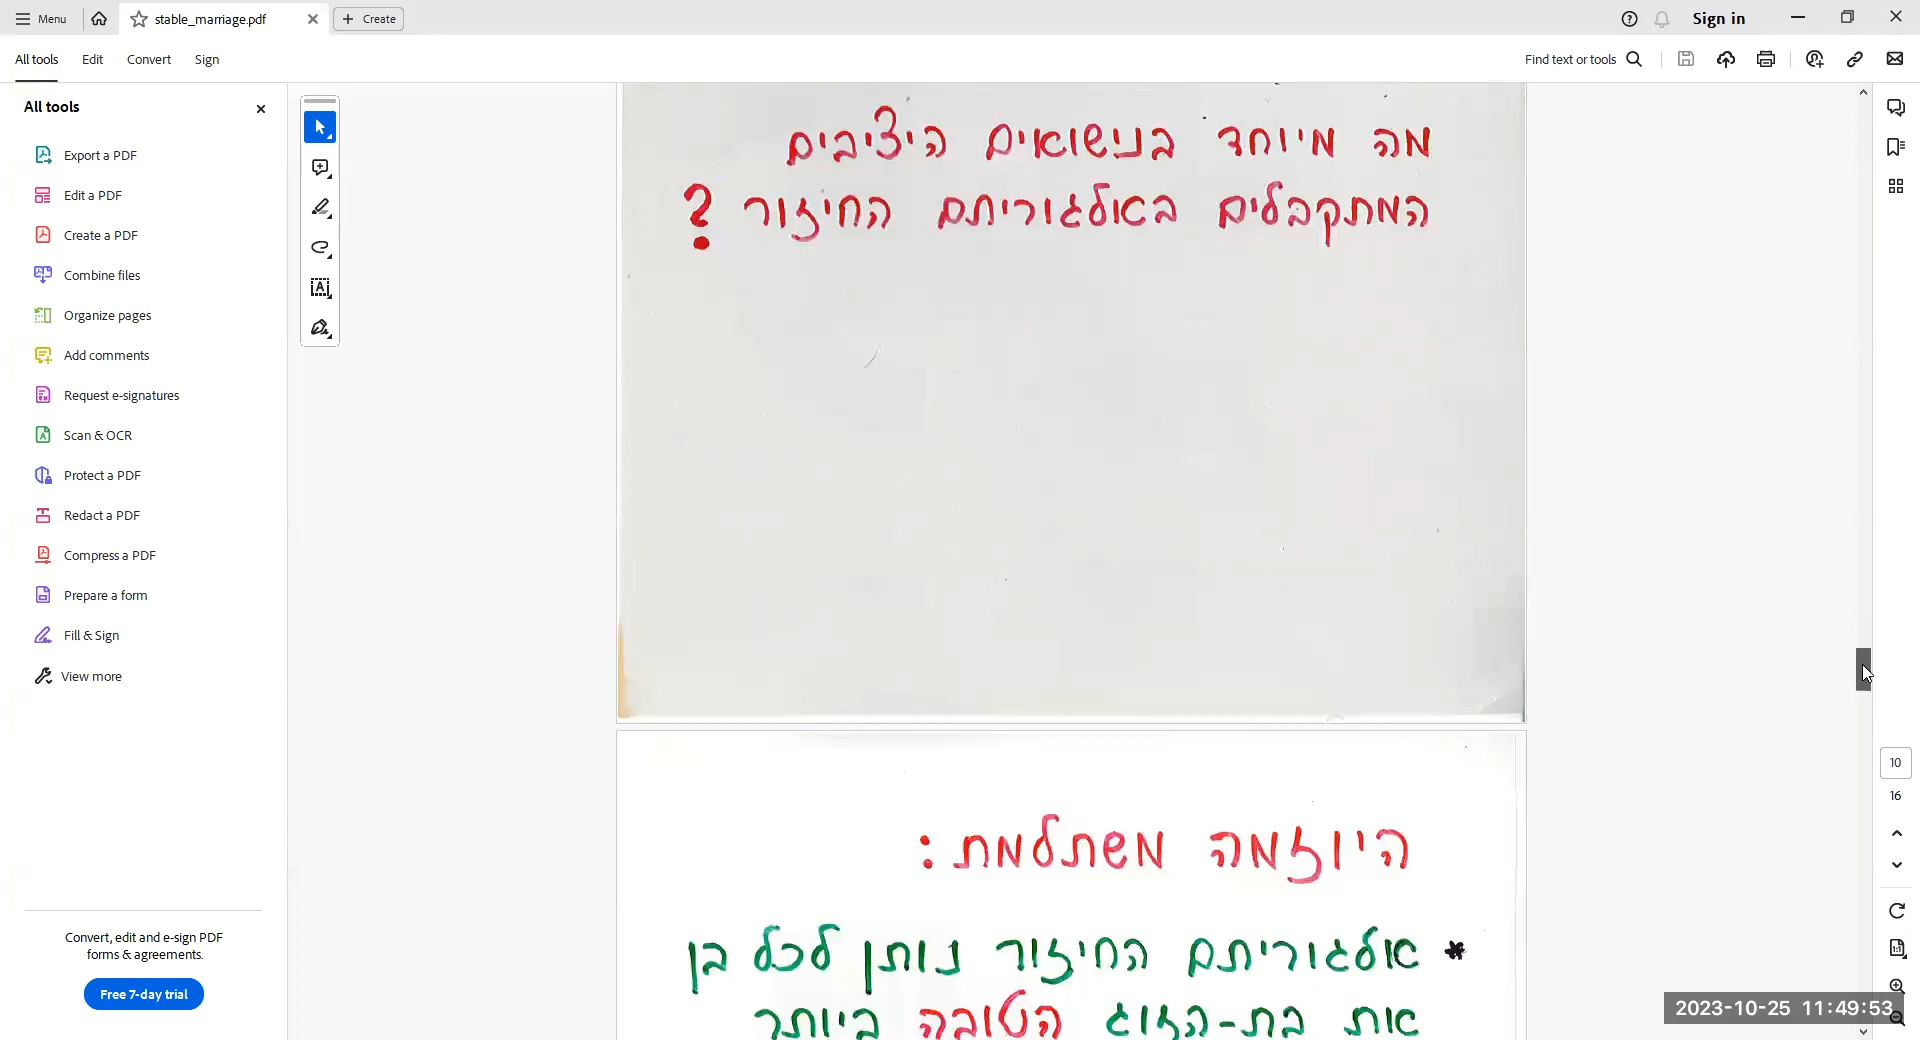 Menu
stable_marriage.pdf
Create
Sign in
All tools
Edit
Convert
Sign
Find text or tools
All tools
Export a PDF
Edit a PDF
Create a PDF
Combine files
Organize pages
Add comments
Request e-signatures
Scan & OCR
Protect a PDF
Redact a PDF
Compress a PDF
Prepare a form
Fill & Sign
View more
Convert, edit and e-sign PDF
forms & agreements.
Free 7-day trial
מה מיוחד בנישואים היציבים
המתקבלים באלגוריתם החיזור ?
היוזמה משתלמת :
* אלגוריתם החיזור נותן לכל בן
את בת-הזוג הטובה ביותר
10
16
2023-10-25 11:49:53